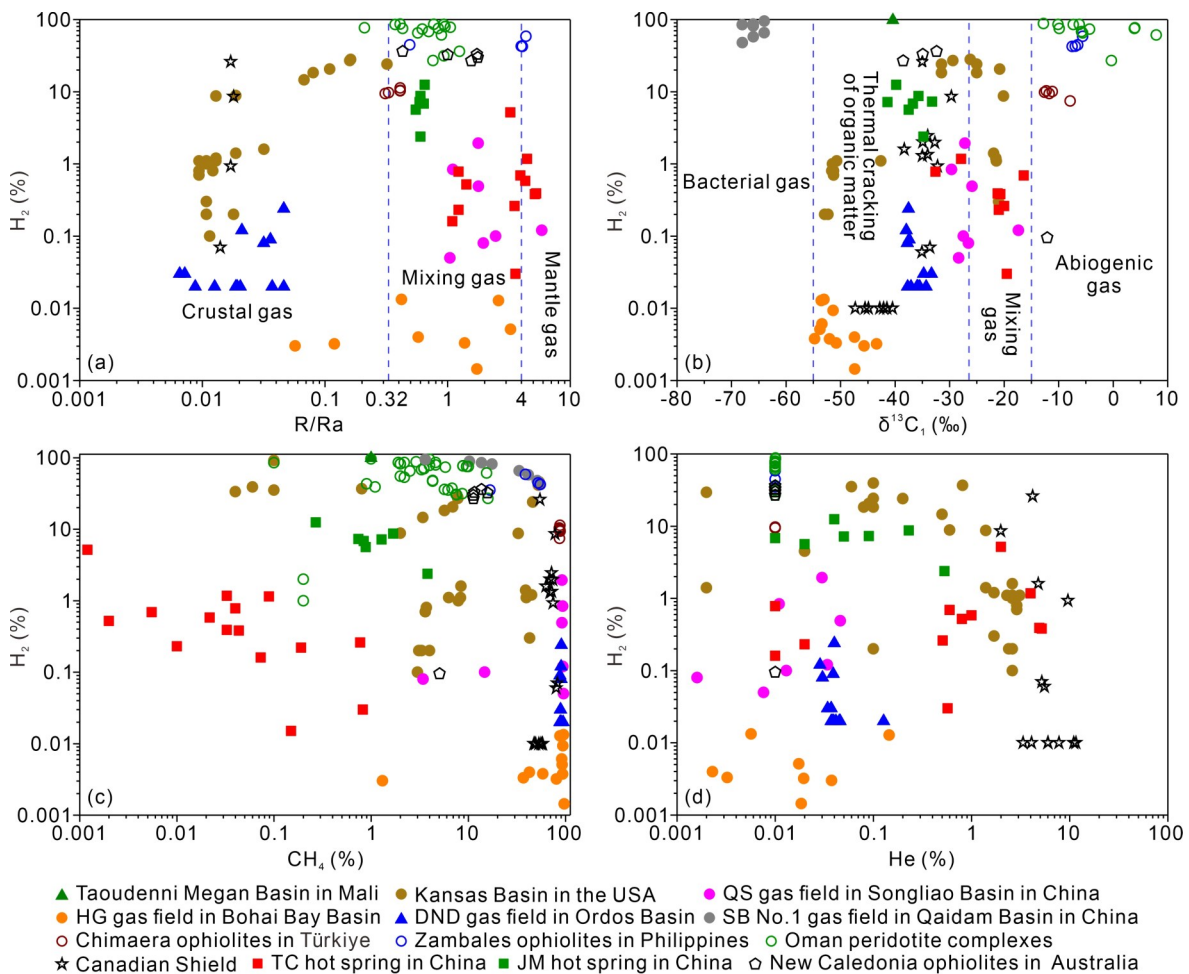 100
10
1
0.1
0.01
0.001
H₂ (%)
Crustal gas
Mixing gas
Mantle gas
(a)
0.001
0.01
0.1
0.32
1
4
10
R/Ra
100
10
1
0.1
0.01
0.001
H₂ (%)
Bacterial gas
Thermal cracking
of organic matter
Mixing
gas
Abiogenic
gas
(b)
-80
-70
-60
-50
-40
-30
-20
-10
0
10
δ¹³C₁ (‰)
100
10
1
0.1
0.01
0.001
H₂ (%)
(c)
0.001
0.01
0.1
1
10
100
CH₄ (%)
100
10
1
0.1
0.01
0.001
H₂ (%)
(d)
0.001
0.01
0.1
1
10
100
He (%)
Taoudenni Megan Basin in Mali
Kansas Basin in the USA
QS gas field in Songliao Basin in China
HG gas field in Bohai Bay Basin
DND gas field in Ordos Basin
SB No.1 gas field in Qaidam Basin in China
Chimaera ophiolites in Türkiye
Zambales ophiolites in Philippines
Oman peridotite complexes
Canadian Shield
TC hot spring in China
JM hot spring in China
New Caledonia ophiolites in Australia